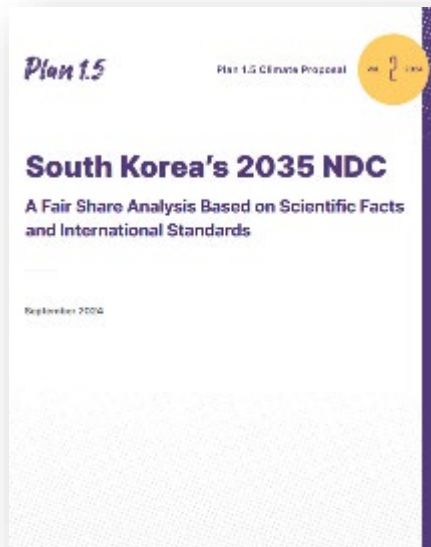 Plan 1.5
Plan 1.5 Climate Proposal
2
South Korea's 2035 NDC
A Fair Share Analysis Based on Scientific Facts
and International Standards
September 2024